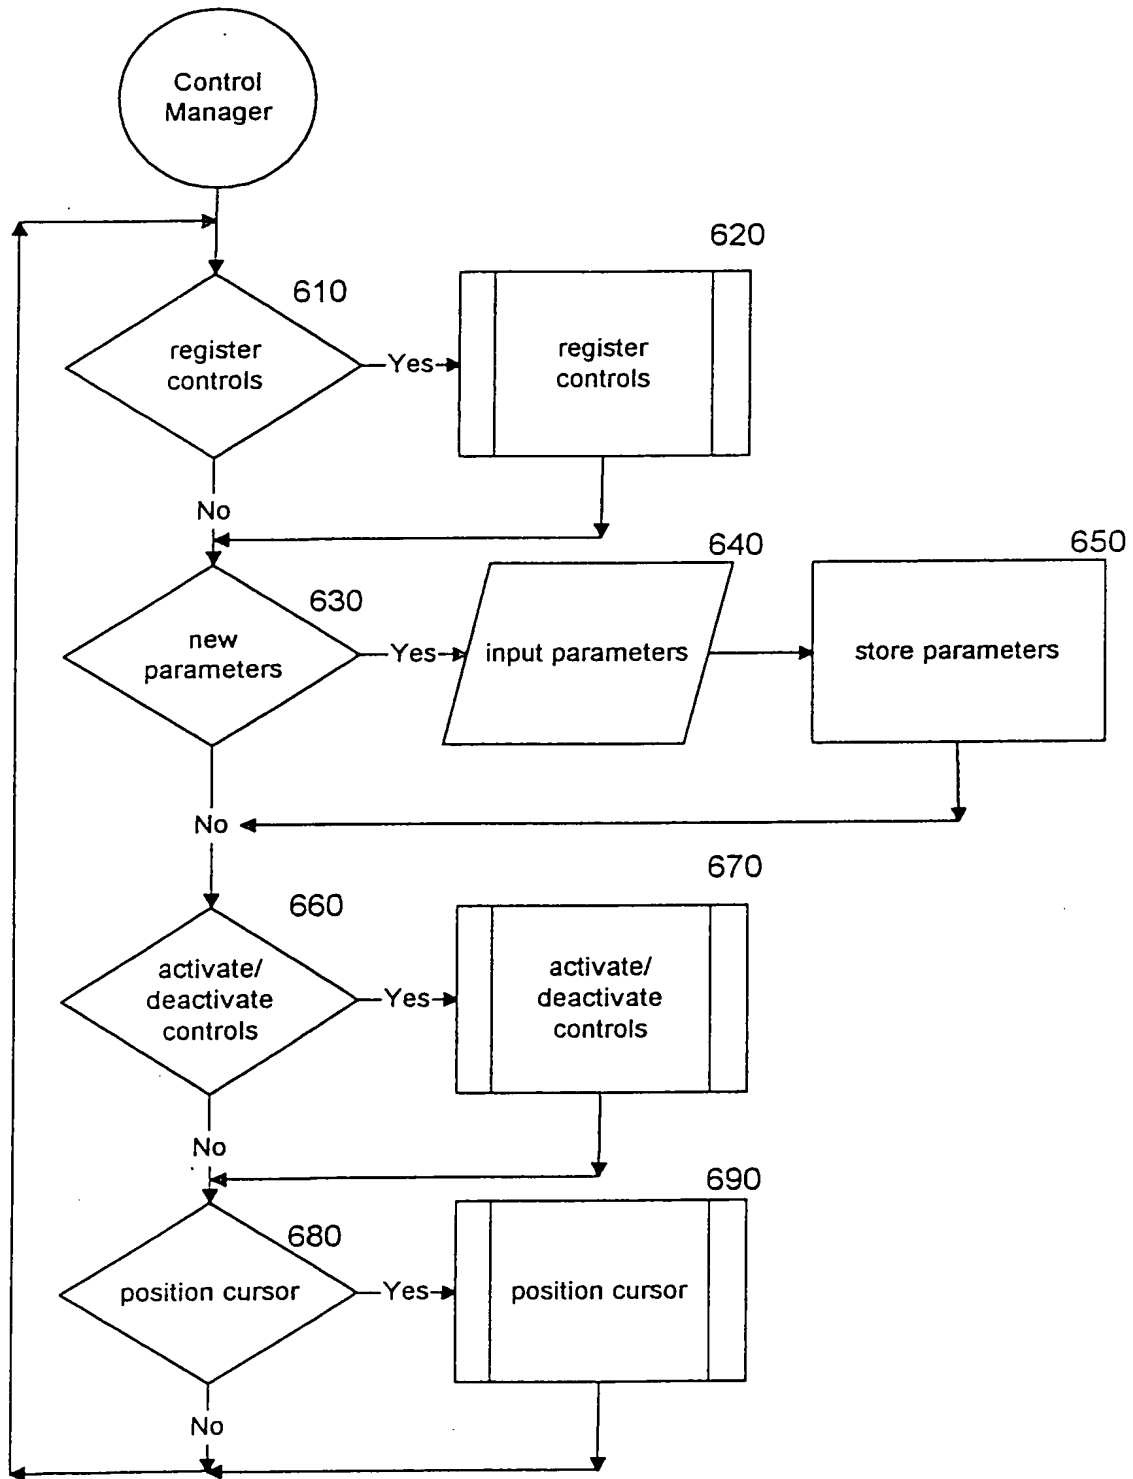 Control
Manager
620
610
register
controls
Yes
register
controls
No
640
650
630
new
parameters
Yes
input parameters
store parameters
No
670
660
activate/
deactivate
controls
Yes
activate/
deactivate
controls
No
690
680
position cursor
Yes
position cursor
No